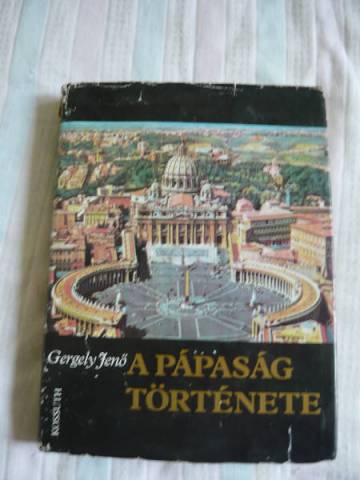 Gergely Jenő
A PÁPASÁG
TÖRTÉNETE
KOSSUTH